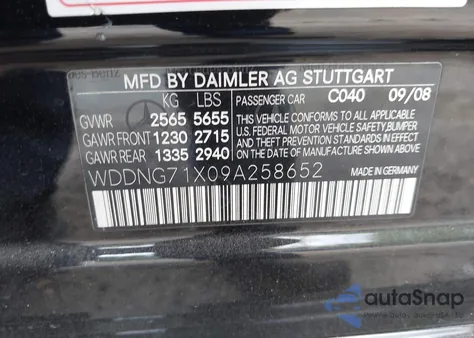 MFD BY DAIMLER AG STUTTGART
KG LBS PASSENGER CAR C040 09/08
GVWR 2565 5655
GAWR FRONT 1230 2715
GAWR REAR 1335 2940
THIS VEHICLE CONFORMS TO ALL APPLICABLE
U.S. FEDERAL MOTOR VEHICLE SAFETY, BUMPER
AND THEFT PREVENTION STANDARDS IN EFFECT
ON THE DATE OF MANUFACTURE SHOWN ABOVE.
WDDNG71X09A258652 MADE IN GERMANY
autoSnap